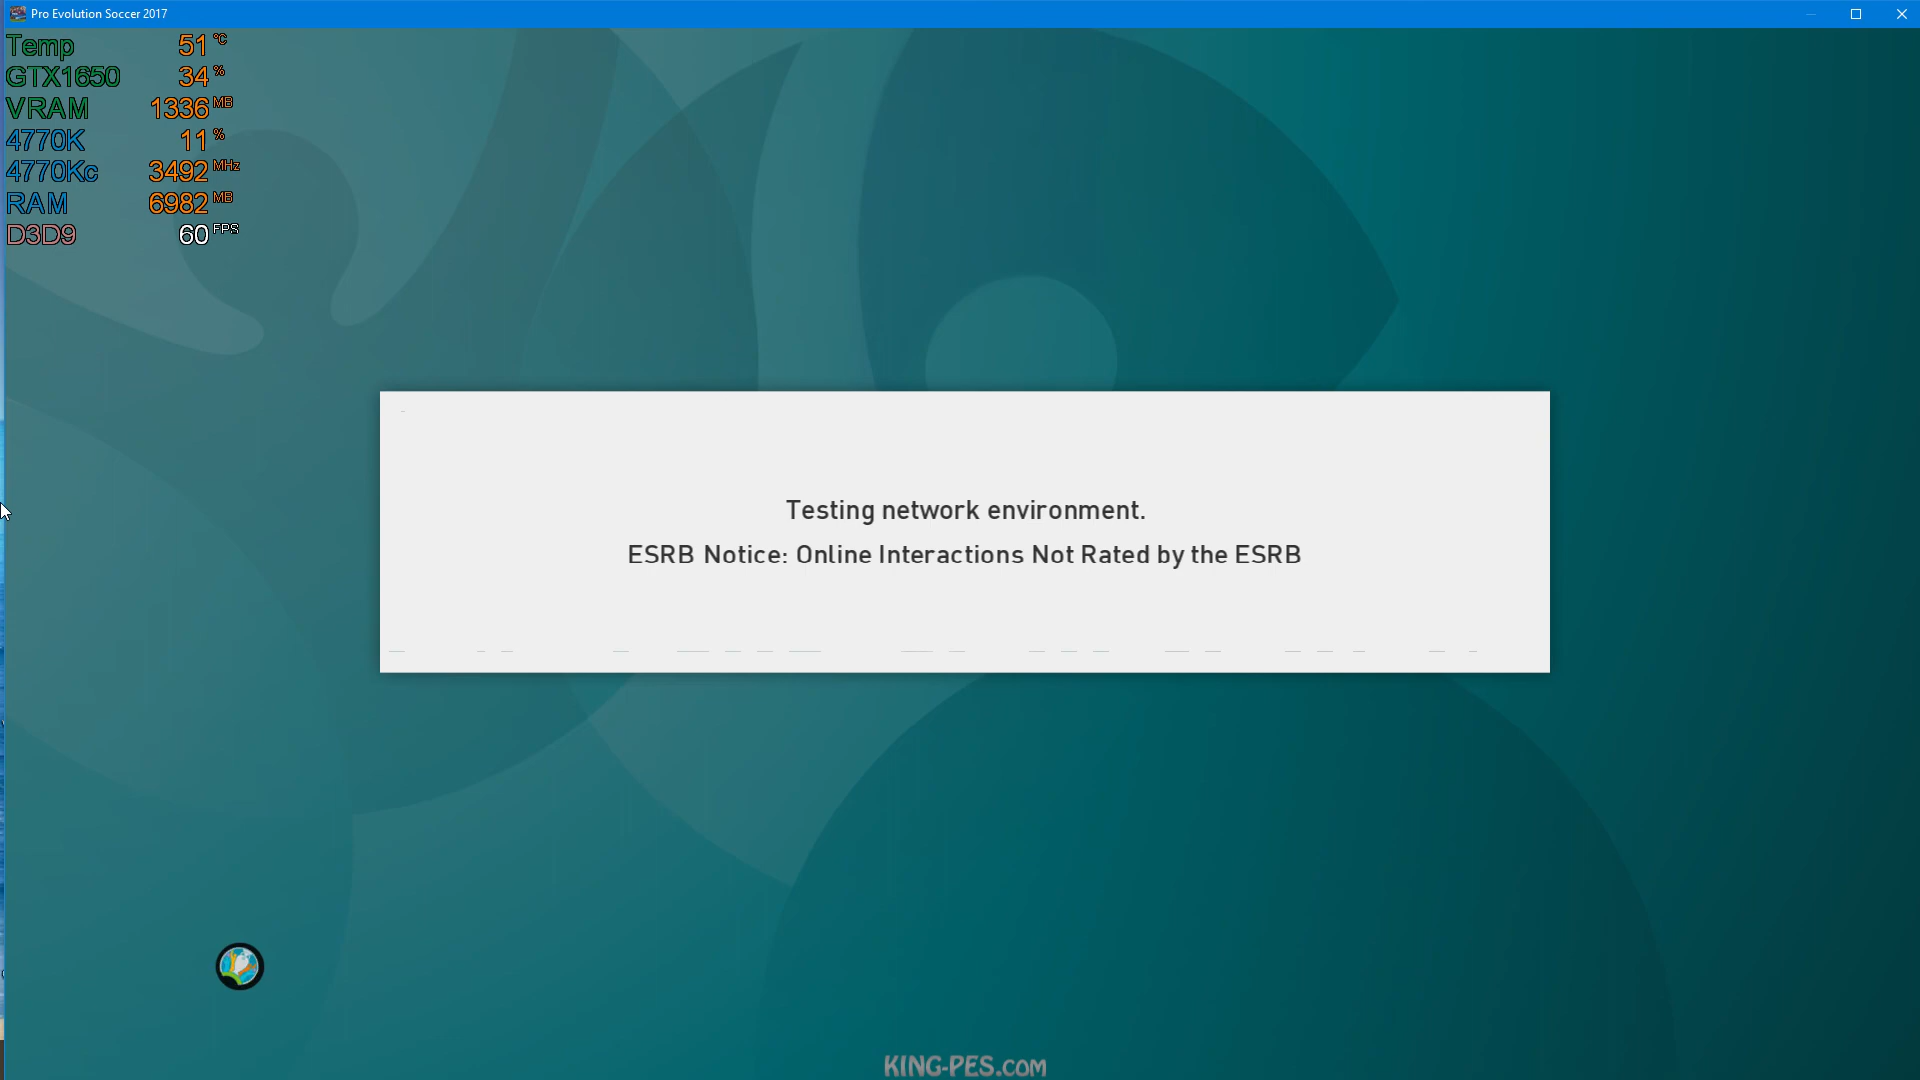 Pro Evolution Soccer 2017
Temp 51 °C
GTX1650 34 %
VRAM 1336 MB
4770K 11 %
4770Kc 3492 MHz
RAM 6982 MB
D3D9 60 FPS
Testing network environment.
ESRB Notice: Online Interactions Not Rated by the ESRB
KING-PES.COM